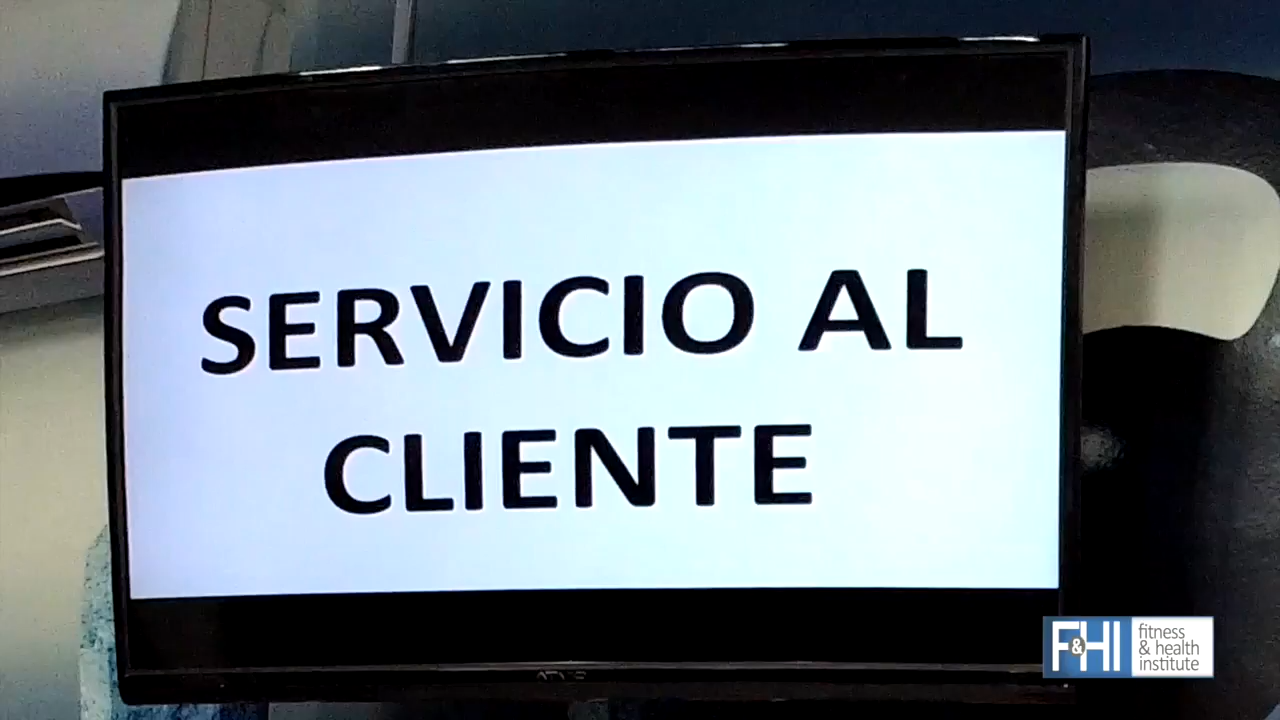 SERVICIO AL
CLIENTE
F&HI
fitness
& health
institute